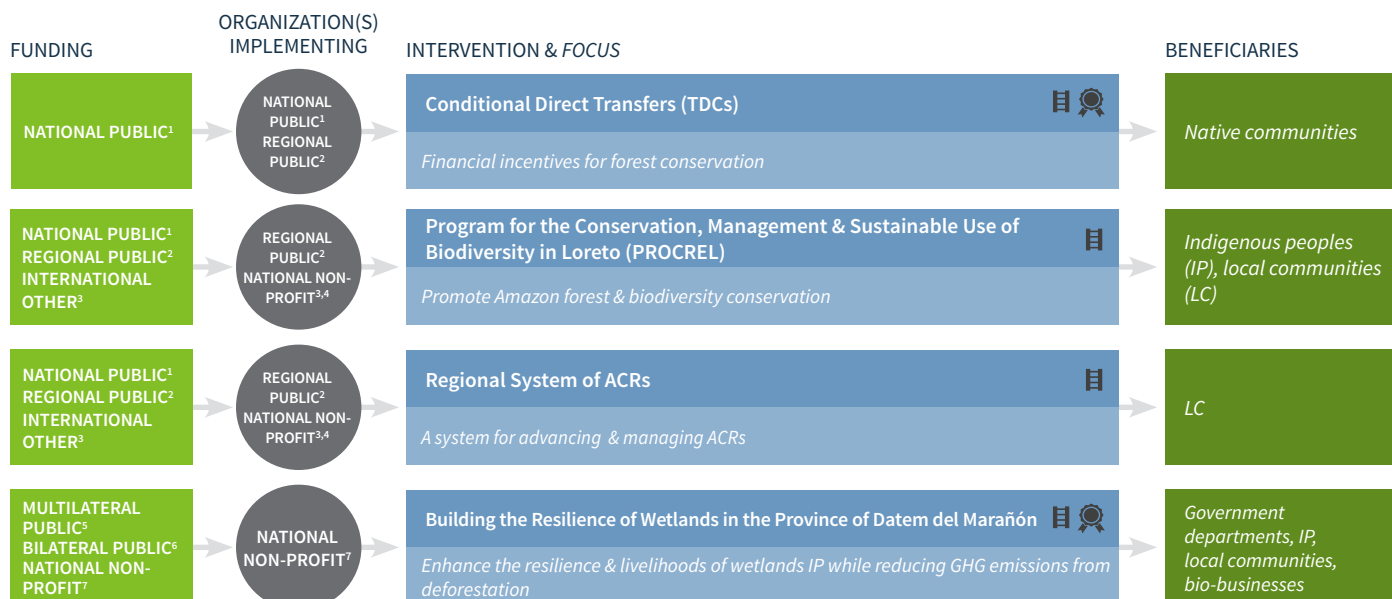 FUNDING
ORGANIZATION(S)
IMPLEMENTING
INTERVENTION & FOCUS
BENEFICIARIES
NATIONAL PUBLIC¹
NATIONAL
PUBLIC¹
REGIONAL
PUBLIC²
Conditional Direct Transfers (TDCs)
Financial incentives for forest conservation
Native communities
NATIONAL PUBLIC¹
REGIONAL PUBLIC²
INTERNATIONAL
OTHER³
REGIONAL
PUBLIC²
NATIONAL NON-
PROFIT³,⁴
Program for the Conservation, Management & Sustainable Use of
Biodiversity in Loreto (PROCREL)
Promote Amazon forest & biodiversity conservation
Indigenous peoples
(IP), local communities
(LC)
NATIONAL PUBLIC¹
REGIONAL PUBLIC²
INTERNATIONAL
OTHER³
REGIONAL
PUBLIC²
NATIONAL NON-
PROFIT³,⁴
Regional System of ACRs
A system for advancing & managing ACRs
LC
MULTILATERAL
PUBLIC⁵
BILATERAL PUBLIC⁶
NATIONAL NON-
PROFIT⁷
NATIONAL
NON-PROFIT⁷
Building the Resilience of Wetlands in the Province of Datem del Marañón
Enhance the resilience & livelihoods of wetlands IP while reducing GHG emissions from
deforestation
Government
departments, IP,
local communities,
bio-businesses